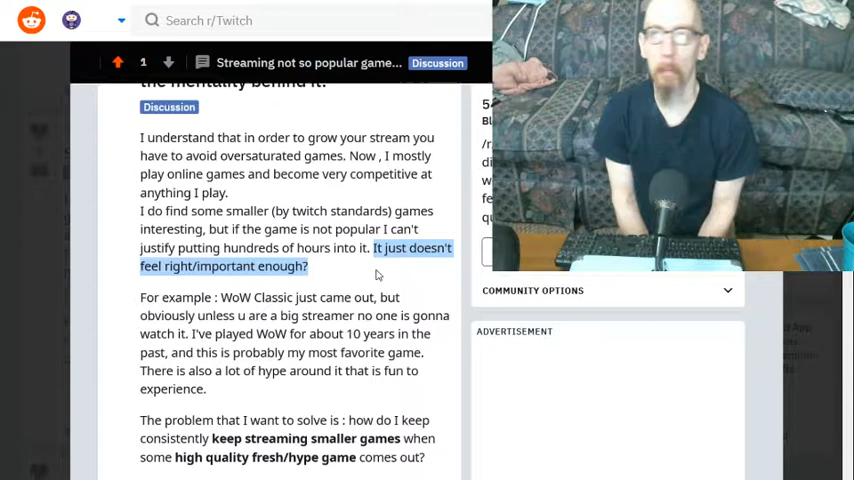 Search r/Twitch
1
Streaming not so popular game...
Discussion
the mentality behind it?
Discussion
I understand that in order to grow your stream you
have to avoid oversaturated games. Now , I mostly
play online games and become very competitive at
anything I play.
I do find some smaller (by twitch standards) games
interesting, but if the game is not popular I can't
justify putting hundreds of hours into it. It just doesn't
feel right/important enough?
For example : WoW Classic just came out, but
obviously unless u are a big streamer no one is gonna
watch it. I've played WoW for about 10 years in the
past, and this is probably my most favorite game.
There is also a lot of hype around it that is fun to
experience.
The problem that I want to solve is : how do I keep
consistently keep streaming smaller games when
some high quality fresh/hype game comes out?
COMMUNITY OPTIONS
ADVERTISEMENT